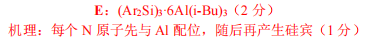 E：(Ar₂Si)₃·6Al(i-Bu)₃（2 分）
机理：每个 N 原子先与 Al 配位，随后再产生硅宾（1 分）